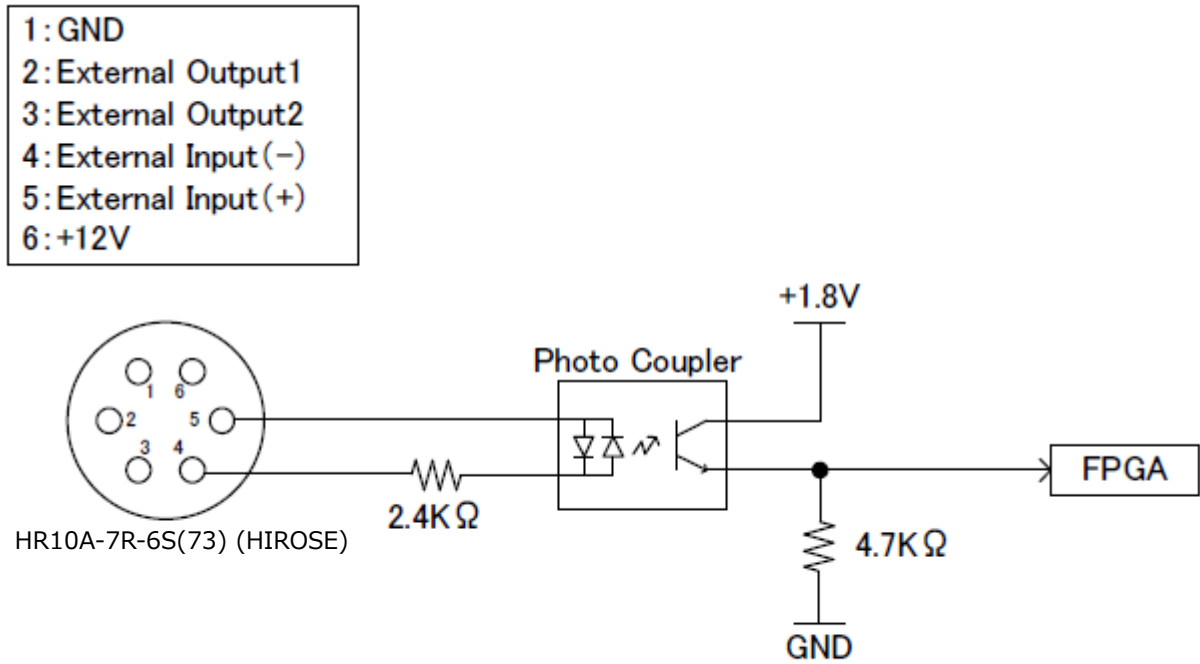 1:GND
2:External Output1
3:External Output2
4:External Input(-)
5:External Input(+)
6:+12V
+1.8V
Photo Coupler
1 6
2 5
3 4
2.4KΩ
FPGA
HR10A-7R-6S(73) (HIROSE)
4.7KΩ
GND